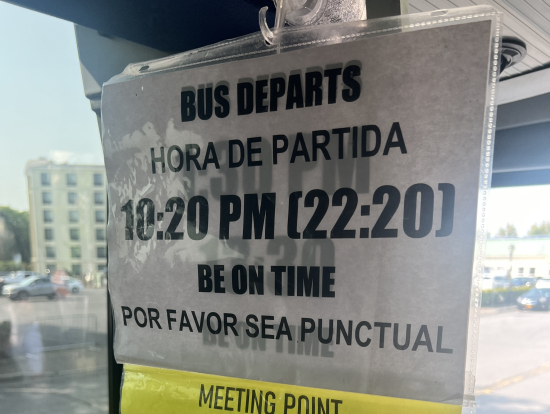 BUS DEPARTS
HORA DE PARTIDA
10:20 PM (22:20)
BE ON TIME
POR FAVOR SEA PUNCTUAL
MEETING POINT